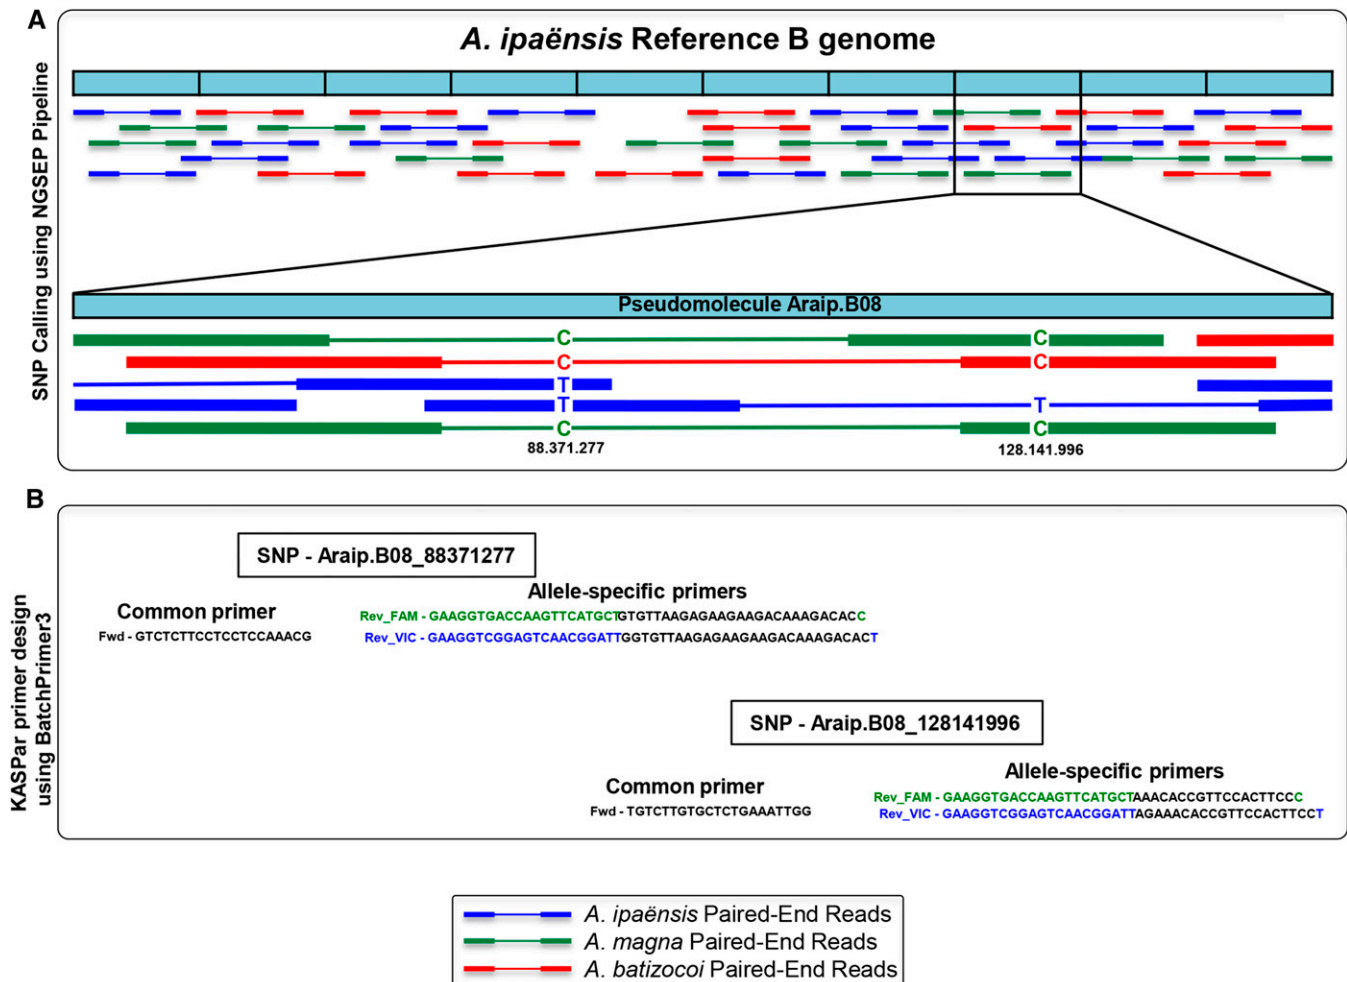 A
A. ipaënsis Reference B genome
SNP Calling using NGSEP Pipeline
Pseudomolecule Araip.B08
C C
C C
T
T T
C C
88.371.277 128.141.996
B
KASPar primer design
using BatchPrimer3
SNP - Araip.B08_88371277
Allele-specific primers
Common primer
Rev_FAM - GAAGGTGACCAAGTTCATGCTGTGTTAAGAGAAGAAGACAAAGACACC
Fwd - GTCTCTTCCTCCTCCAAACG
Rev_VIC - GAAGGTCGGAGTCAACGGATTGGTGTTAAGAGAAGAAGACAAAGACACT
SNP - Araip.B08_128141996
Allele-specific primers
Common primer
Rev_FAM - GAAGGTGACCAAGTTCATGCTAAACACCGTTCCACTTCCC
Fwd - TGTCTTGTGCTCTGAAATTGG
Rev_VIC - GAAGGTCGGAGTCAACGGATTAGAAACACCGTTCCACTTCCT
A. ipaënsis Paired-End Reads
A. magna Paired-End Reads
A. batizocoi Paired-End Reads